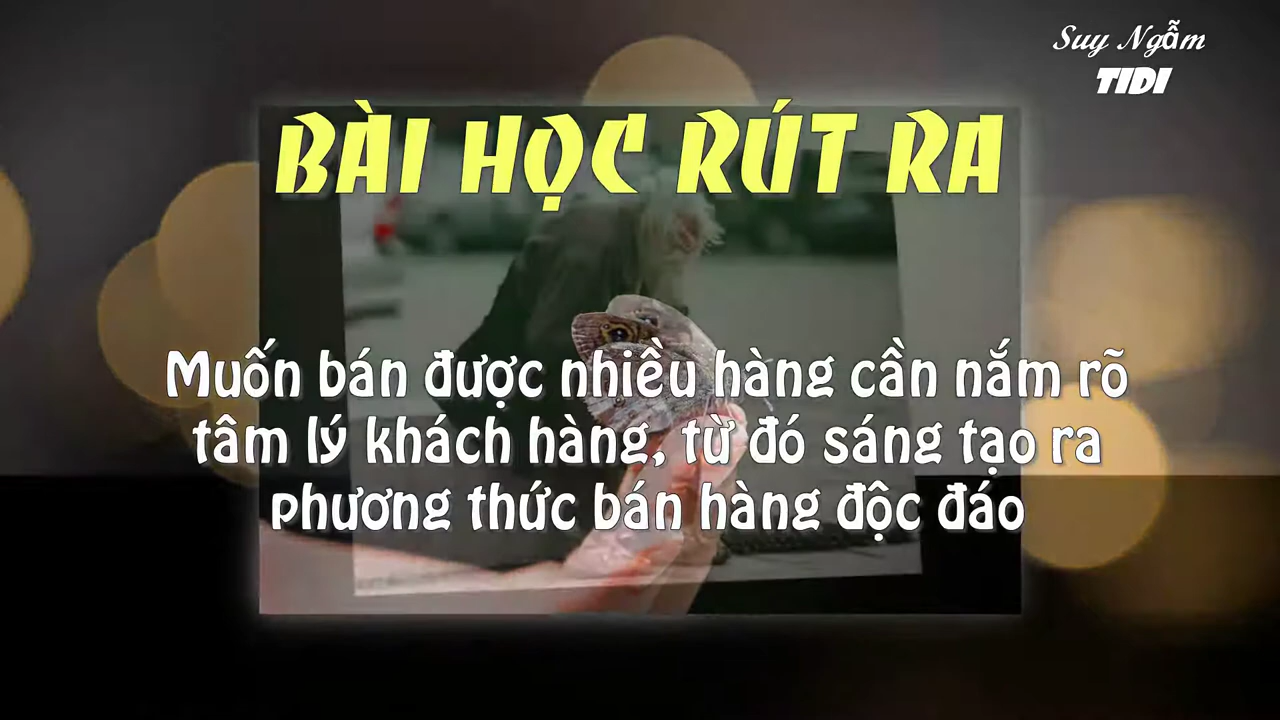 Suy Ngẫm
TIDI
BÀI HỌC RÚT RA
Muốn bán được nhiều hàng cần nắm rõ
tâm lý khách hàng, từ đó sáng tạo ra
phương thức bán hàng độc đáo